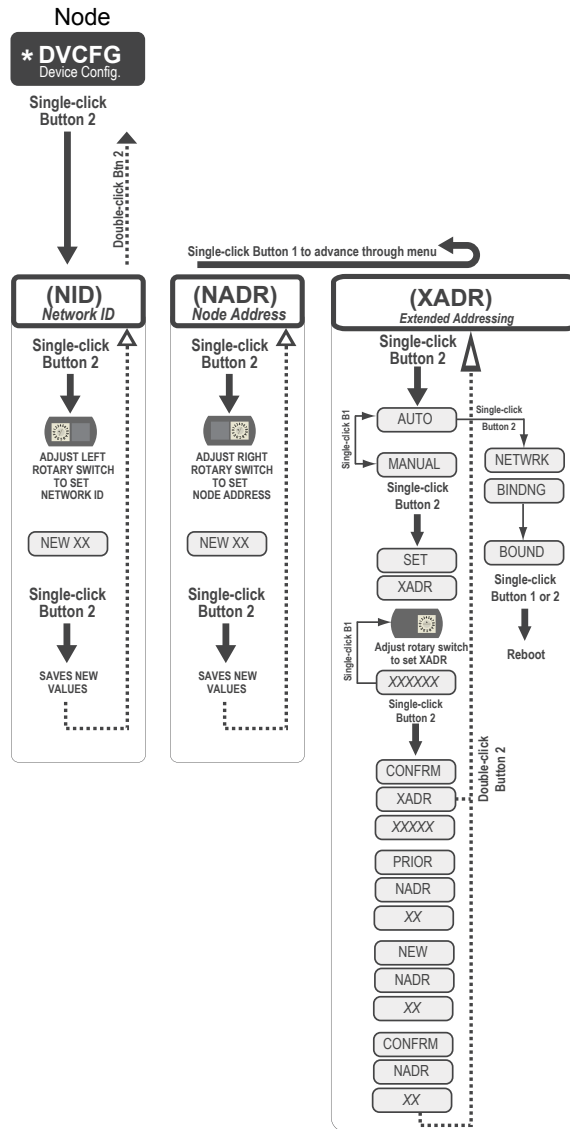 Node
* DVCFG
Device Config.
Single-click
Button 2
Double-click Btn 2
Single-click Button 1 to advance through menu
(NID)
Network ID
Single-click
Button 2
ADJUST LEFT
ROTARY SWITCH
TO SET
NETWORK ID
NEW XX
Single-click
Button 2
SAVES NEW
VALUES
(NADR)
Node Address
Single-click
Button 2
ADJUST RIGHT
ROTARY SWITCH
TO SET
NODE ADDRESS
NEW XX
Single-click
Button 2
SAVES NEW
VALUES
(XADR)
Extended Addressing
Single-click
Button 2
Single-click B1
AUTO
MANUAL
Single-click
Button 2
NETWRK
BINDNG
BOUND
Single-click
Button 1 or 2
Reboot
Single-click
Button 2
SET
XADR
Single-click B1
Adjust rotary switch
to set XADR
XXXXXX
Single-click
Button 2
CONFRM
XADR
XXXXX
Double-click
Button 2
PRIOR
NADR
XX
NEW
NADR
XX
CONFRM
NADR
XX